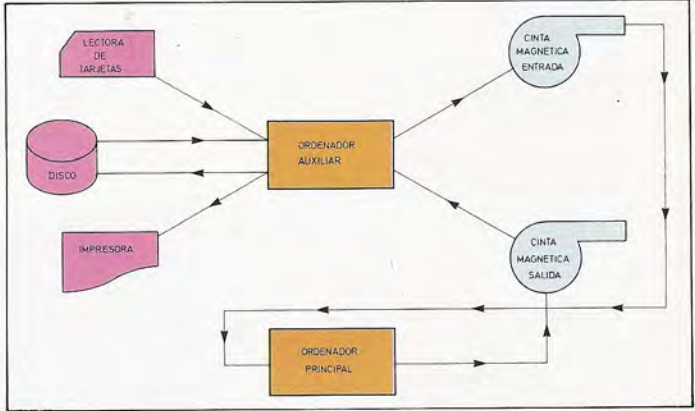 LECTORA
DE
TARJETAS
CINTA
MAGNETICA
ENTRADA
ORDENADOR
AUXILIAR
DISCO
IMPRESORA
CINTA
MAGNETICA
SALIDA
ORDENADOR
PRINCIPAL